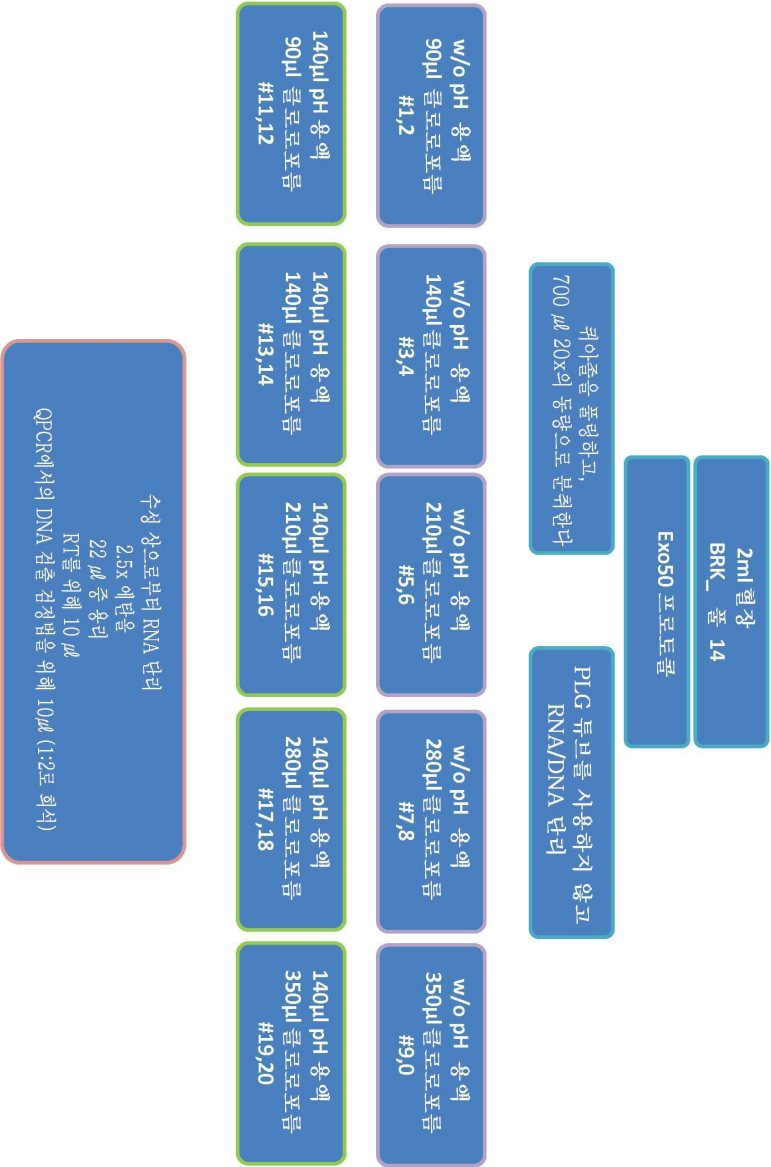 2ml 혈장
BRK_ 풀 14
Exo50 프로토콜
퀴아졸을 풀링하고,
700 ㎕ 20x의 동량으로 분취한다
PLG 튜브를 사용하지 않고
RNA/DNA 단리
w/o pH 용액
90µl 클로로포름
#1,2
w/o pH 용액
140µl 클로로포름
#3,4
w/o pH 용액
210µl 클로로포름
#5,6
w/o pH 용액
280µl 클로로포름
#7,8
w/o pH 용액
350µl 클로로포름
#9,0
140µl pH 용액
90µl 클로로포름
#11,12
140µl pH 용액
140µl 클로로포름
#13,14
140µl pH 용액
210µl 클로로포름
#15,16
140µl pH 용액
280µl 클로로포름
#17,18
140µl pH 용액
350µl 클로로포름
#19,20
수성 상으로부터 RNA 단리
2.5x 에탄올
22 ㎕ 중 용리
RT를 위해 10 ㎕
QPCR에서의 DNA 검출 검정법을 위해 10㎕ (1:2로 희석)